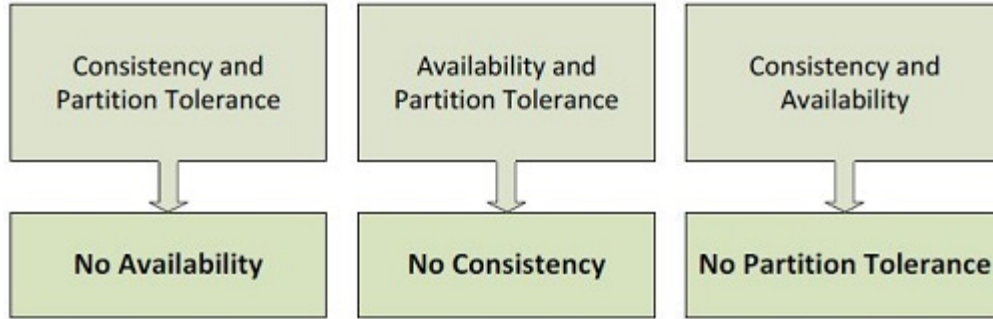 Consistency and
Partition Tolerance
Availability and
Partition Tolerance
Consistency and
Availability
No Availability
No Consistency
No Partition Tolerance